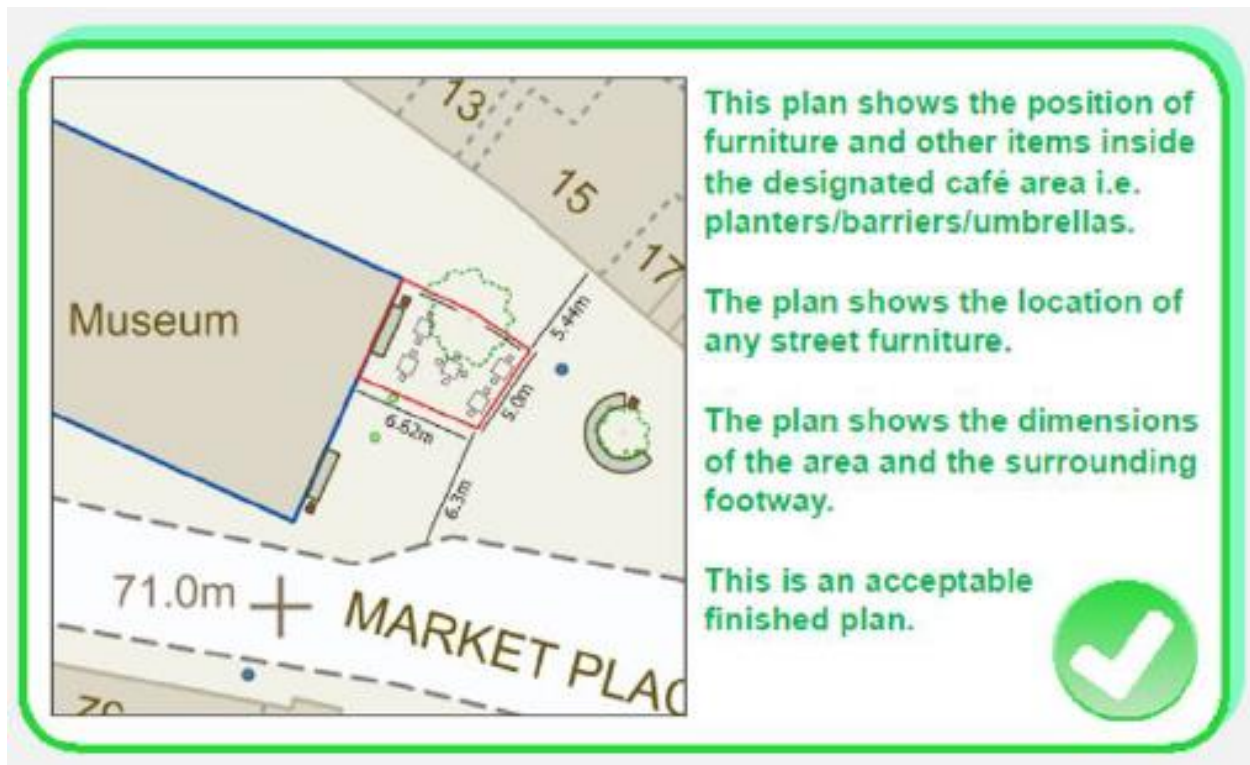 13
15
17
Museum
5.44m
5.0m
6.62m
6.3m
71.0m
MARKET PLAC
This plan shows the position of
furniture and other items inside
the designated café area i.e.
planters/barriers/umbrellas.
The plan shows the location of
any street furniture.
The plan shows the dimensions
of the area and the surrounding
footway.
This is an acceptable
finished plan.